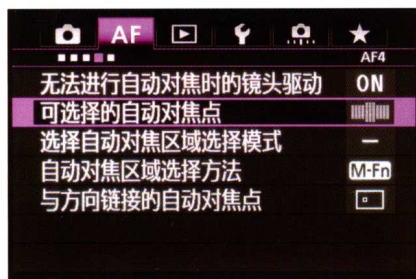 AF
AF4
无法进行自动对焦时的镜头驱动 ON
可选择的自动对焦点
选择自动对焦区域选择模式 –
自动对焦区域选择方法 M-Fn
与方向链接的自动对焦点